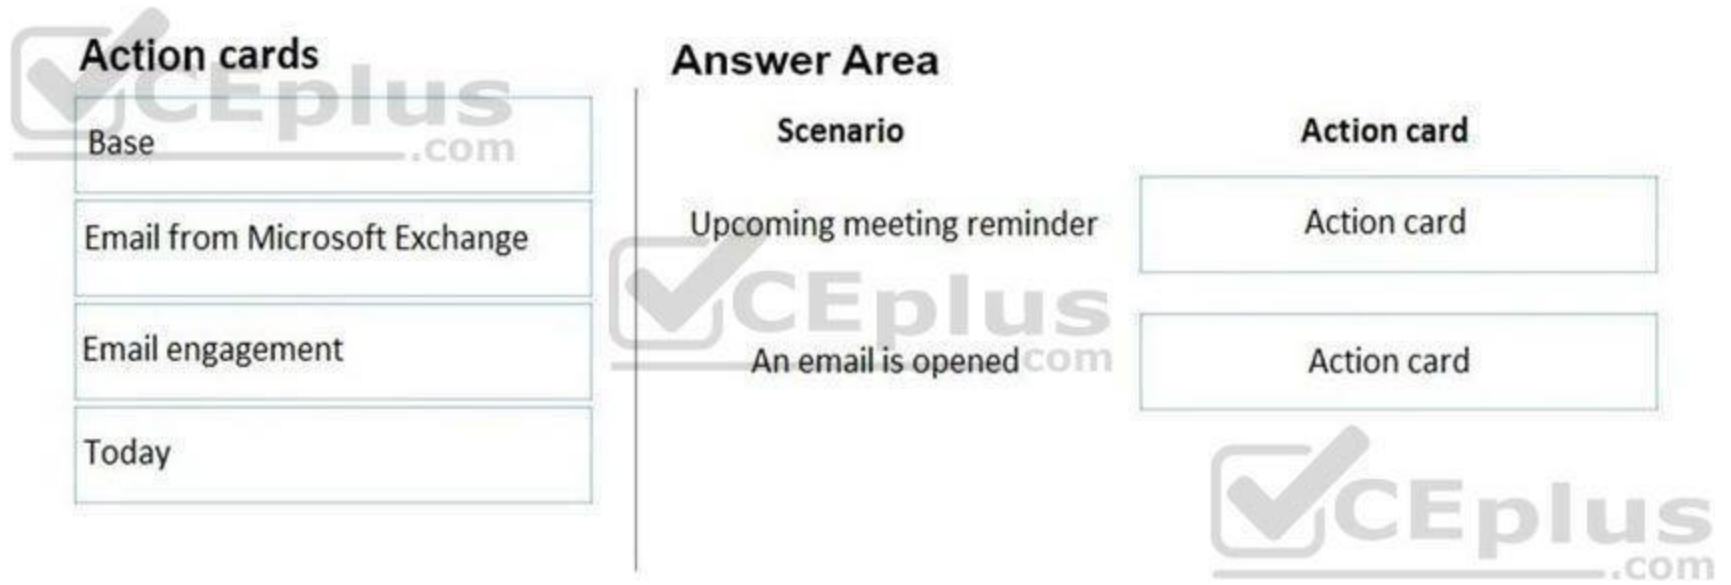 Action cards
Base
Email from Microsoft Exchange
Email engagement
Today
Answer Area
Scenario
Action card
Upcoming meeting reminder
Action card
An email is opened
Action card
CEplus
.com
CEplus
.com
CEplus
.com